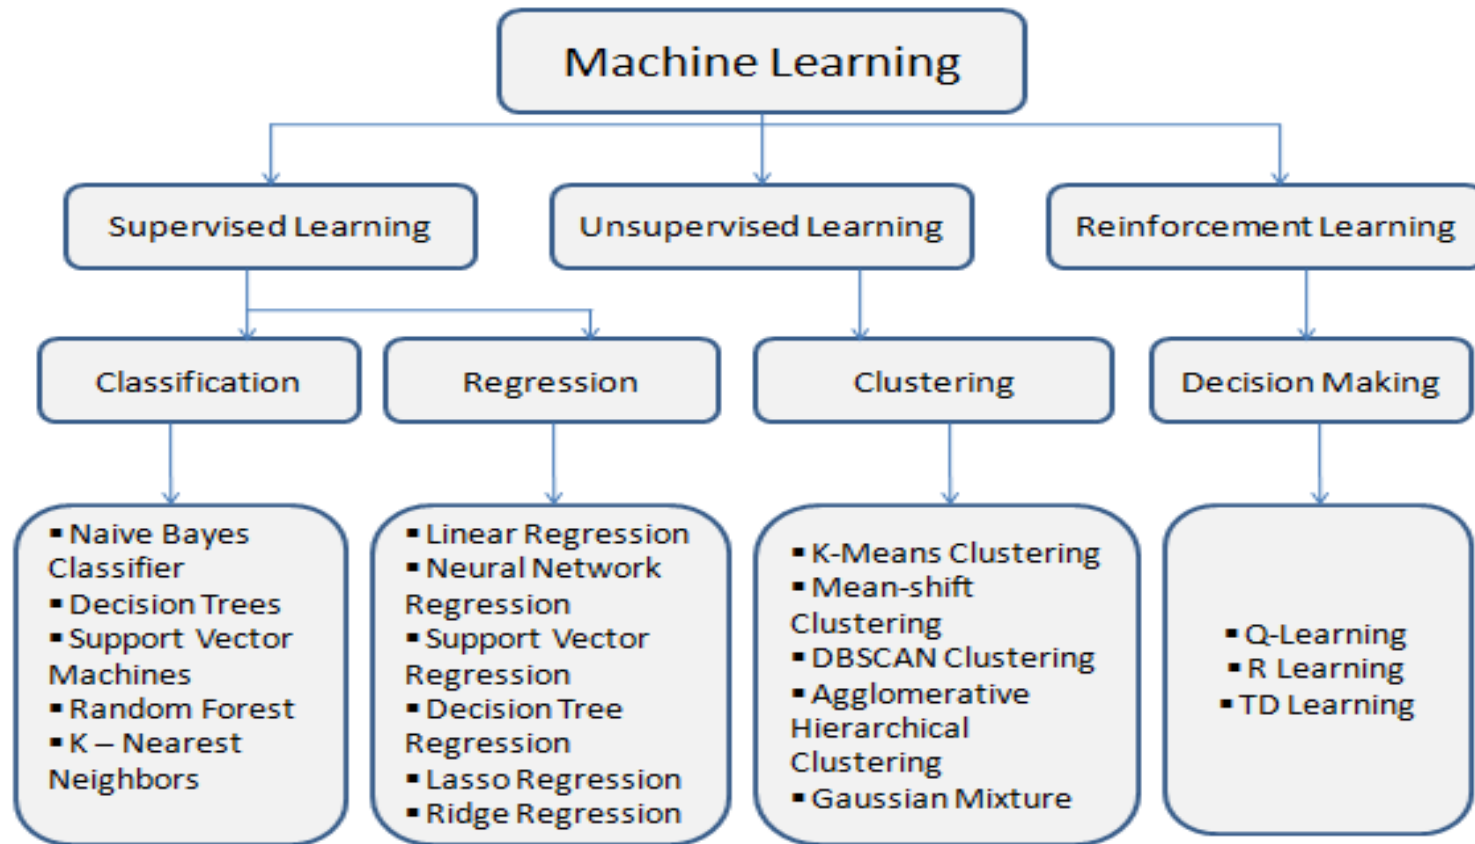 Machine Learning
Supervised Learning
Unsupervised Learning
Reinforcement Learning
Classification
Regression
Clustering
Decision Making
▪ Naive Bayes
Classifier
▪ Decision Trees
▪ Support Vector
Machines
▪ Random Forest
▪ K – Nearest
Neighbors
▪ Linear Regression
▪ Neural Network
Regression
▪ Support Vector
Regression
▪ Decision Tree
Regression
▪ Lasso Regression
▪ Ridge Regression
▪ K-Means Clustering
▪ Mean-shift
Clustering
▪ DBSCAN Clustering
▪ Agglomerative
Hierarchical
Clustering
▪ Gaussian Mixture
▪ Q-Learning
▪ R Learning
▪ TD Learning